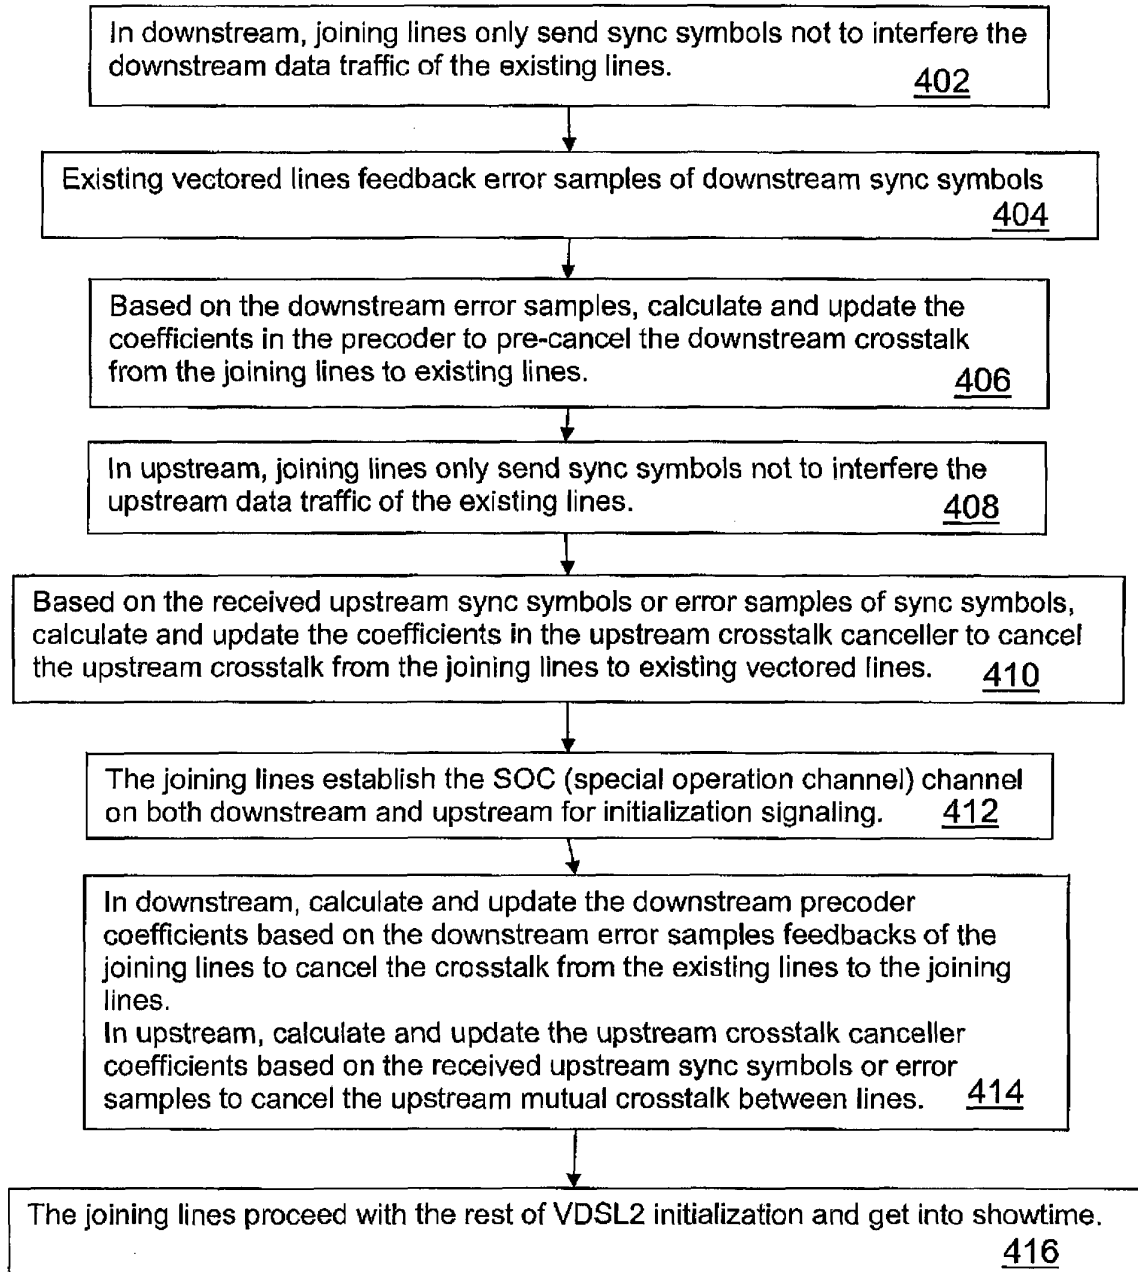 In downstream, joining lines only send sync symbols not to interfere the
downstream data traffic of the existing lines.
402
Existing vectored lines feedback error samples of downstream sync symbols
404
Based on the downstream error samples, calculate and update the
coefficients in the precoder to pre-cancel the downstream crosstalk
from the joining lines to existing lines.
406
In upstream, joining lines only send sync symbols not to interfere the
upstream data traffic of the existing lines.
408
Based on the received upstream sync symbols or error samples of sync symbols,
calculate and update the coefficients in the upstream crosstalk canceller to cancel
the upstream crosstalk from the joining lines to existing vectored lines.
410
The joining lines establish the SOC (special operation channel) channel
on both downstream and upstream for initialization signaling.
412
In downstream, calculate and update the downstream precoder
coefficients based on the downstream error samples feedbacks of the
joining lines to cancel the crosstalk from the existing lines to the joining
lines.
In upstream, calculate and update the upstream crosstalk canceller
coefficients based on the received upstream sync symbols or error
samples to cancel the upstream mutual crosstalk between lines.
414
The joining lines proceed with the rest of VDSL2 initialization and get into showtime.
416